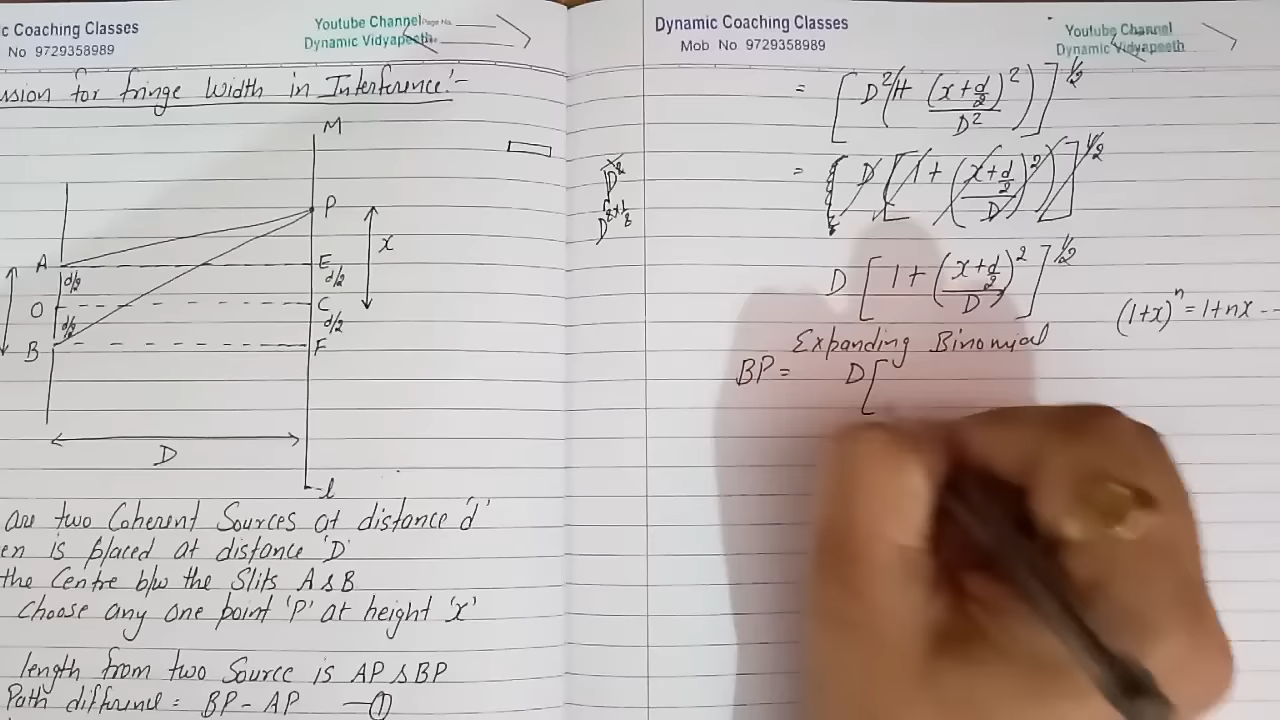 c Coaching Classes
No 9729358989
Youtube Channel
Dynamic Vidyapeeth
Page No.
ssion for fringe Width in Interference:-
M
P
x
A
E
d/2
d/2
O
C
d/2
d/2
B
F
D
L
are two Coherent Sources at distance 'd'
en is placed at distance 'D'
the Centre b/w the Slits A & B
Choose any one point 'P' at height 'x'
length from two Source is AP & BP
Path difference = BP - AP —①
Dynamic Coaching Classes
Mob No 9729358989
Youtube Channel
Dynamic Vidyapeeth
= [D²(1+ (x+d/2)²/D²)]^1/2
= [D[1+((x+d/2)/D)²]]^1/2
D[1+((x+d/2)/D)²]^1/2
(1+x)ⁿ = 1+nx --
Expanding Binomial
BP = D[